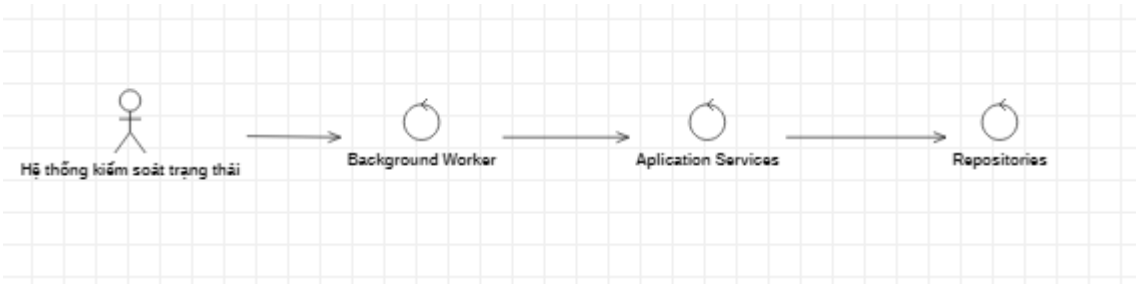 Hệ thống kiểm soát trạng thái
Background Worker
Aplication Services
Repositories